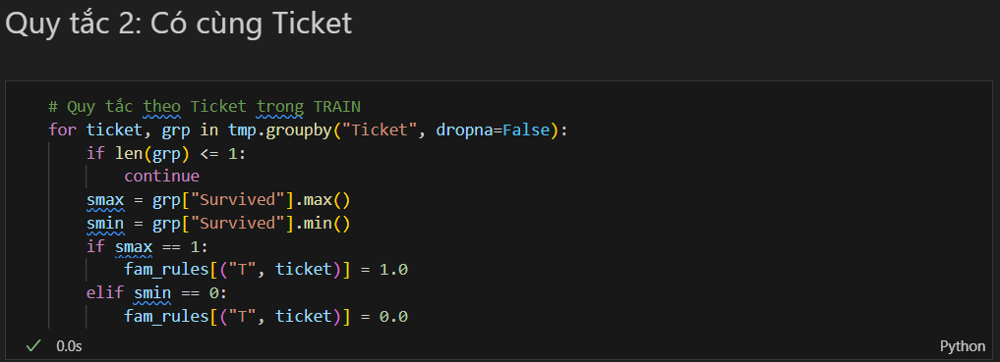 Quy tắc 2: Có cùng Ticket
# Quy tắc theo Ticket trong TRAIN
for ticket, grp in tmp.groupby("Ticket", dropna=False):
    if len(grp) <= 1:
        continue
    smax = grp["Survived"].max()
    smin = grp["Survived"].min()
    if smax == 1:
        fam_rules[("T", ticket)] = 1.0
    elif smin == 0:
        fam_rules[("T", ticket)] = 0.0
0.0s Python